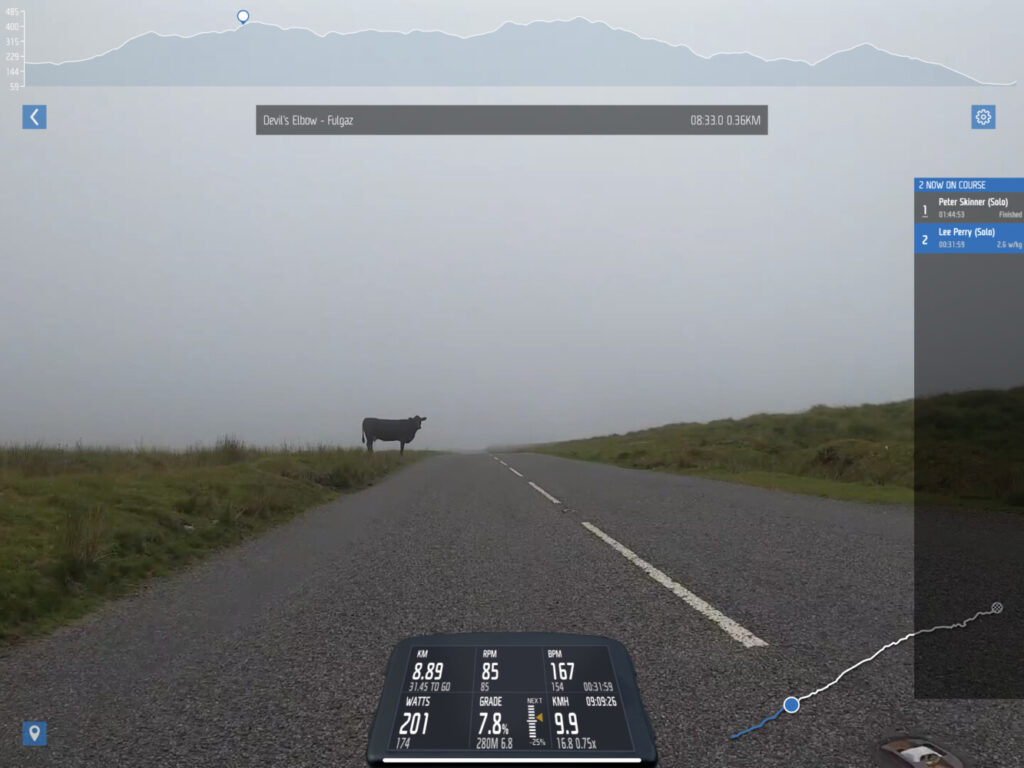 485
400
315
229
144
59
Devil's Elbow - Fulgaz 08:33.0 0.36KM
2 NOW ON COURSE
1 Peter Skinner (Solo)
01:44:53 Finished
2 Lee Perry (Solo)
00:31:59 2.6 w/kg
KM RPM BPM
8.89 85 167
31.45 TO GO 85 154 00:31:59
WATTS GRADE NEXT KMH 09:09:26
201 7.8% 9.9
174 280M 6.8 -25% 16.8 0.75x